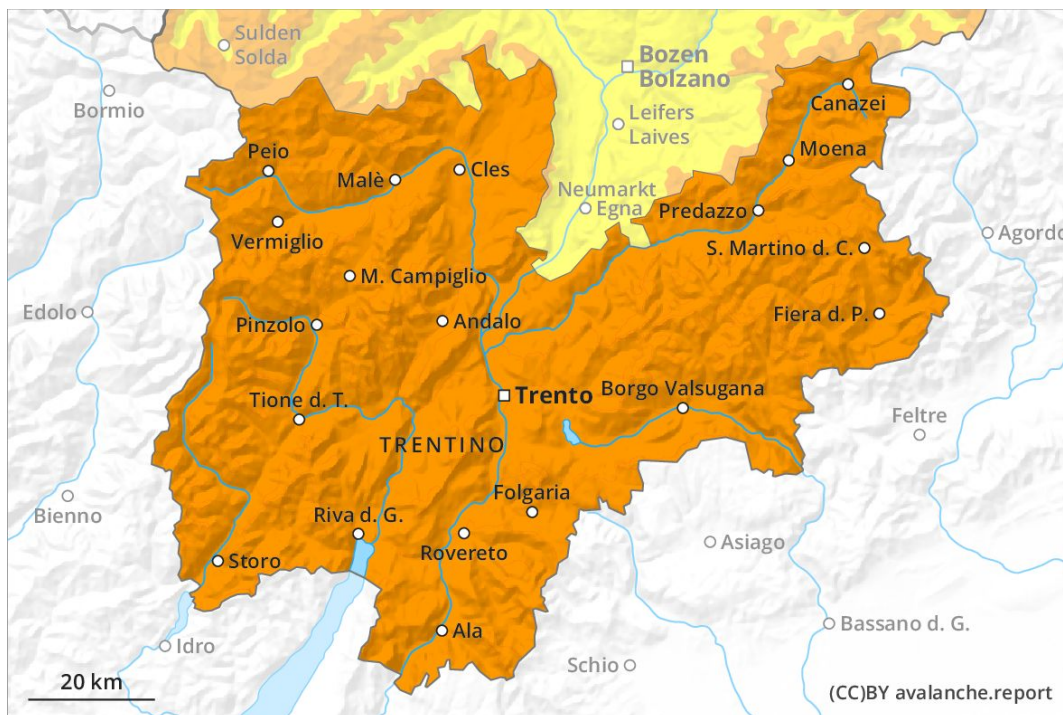 Sulden
Solda
Bozen
Bolzano
Bormio
Canazei
Leifers
Laives
Moena
Peio
Malè
Cles
Neumarkt
Egna
Predazzo
Vermiglio
S. Martino d. C.
Agordo
M. Campiglio
Edolo
Pinzolo
Andalo
Fiera d. P.
Trento
Borgo Valsugana
Tione d. T.
Feltre
TRENTINO
Bienno
Folgaria
Riva d. G.
Rovereto
Asiago
Storo
Idro
Ala
Bassano d. G.
Schio
20 km
(CC)BY avalanche.report